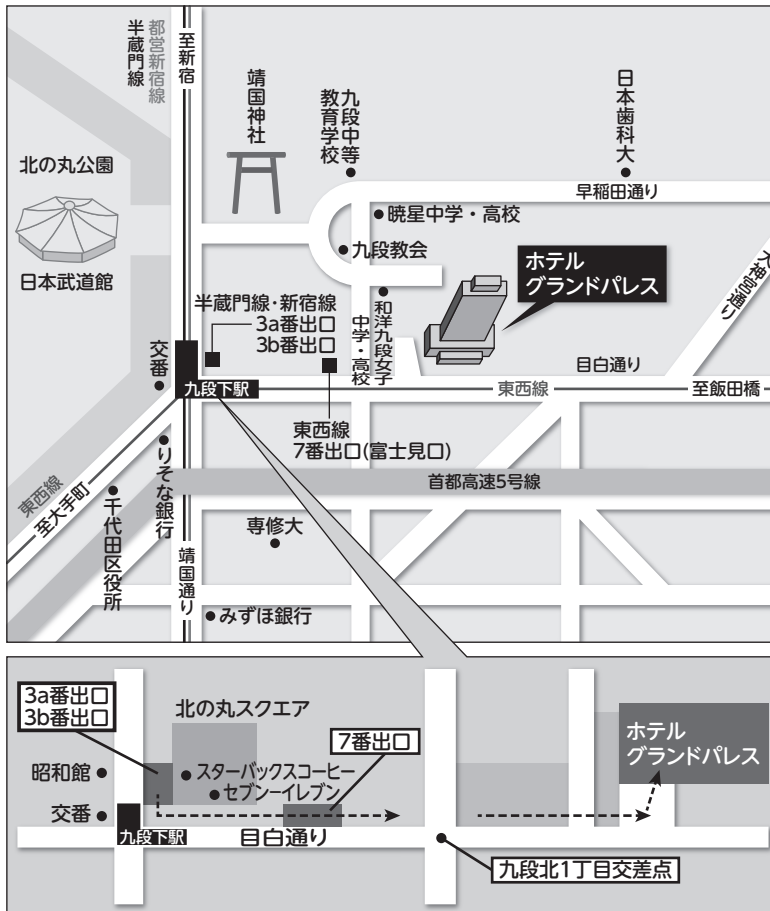 都営新宿線
半蔵門線
至新宿
靖国神社
九段中等
教育学校
日本歯科大
早稲田通り
北の丸公園
日本武道館
暁星中学・高校
九段教会
ホテル
グランドパレス
大神宮通り
半蔵門線・新宿線
3a番出口
3b番出口
和洋九段女子
中学・高校
目白通り
交番
九段下駅
東西線
至飯田橋
東西線
7番出口(富士見口)
りそな銀行
首都高速5号線
東西線
至大手町
千代田区役所
専修大
靖国通り
みずほ銀行
3a番出口
3b番出口
北の丸スクエア
7番出口
ホテル
グランドパレス
昭和館
スターバックスコーヒー
セブン-イレブン
交番
九段下駅
目白通り
九段北1丁目交差点